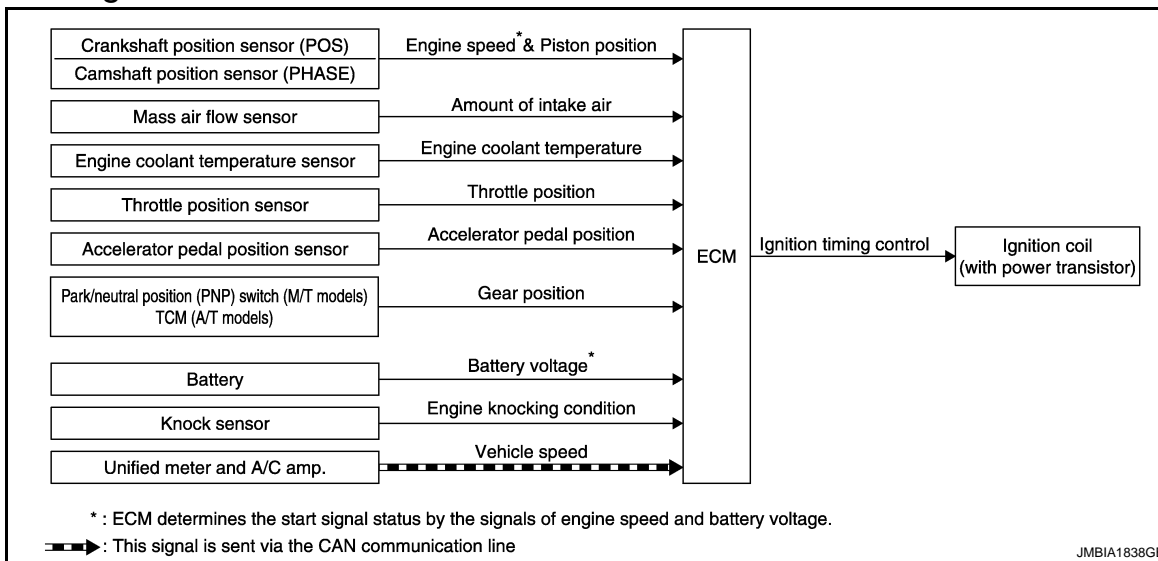 Crankshaft position sensor (POS)
Engine speed* & Piston position
Camshaft position sensor (PHASE)
Mass air flow sensor
Amount of intake air
Engine coolant temperature sensor
Engine coolant temperature
Throttle position sensor
Throttle position
Accelerator pedal position sensor
Accelerator pedal position
Park/neutral position (PNP) switch (M/T models)
TCM (A/T models)
Gear position
Battery
Battery voltage*
Knock sensor
Engine knocking condition
Unified meter and A/C amp.
Vehicle speed
ECM
Ignition timing control
Ignition coil
(with power transistor)
* : ECM determines the start signal status by the signals of engine speed and battery voltage.
: This signal is sent via the CAN communication line